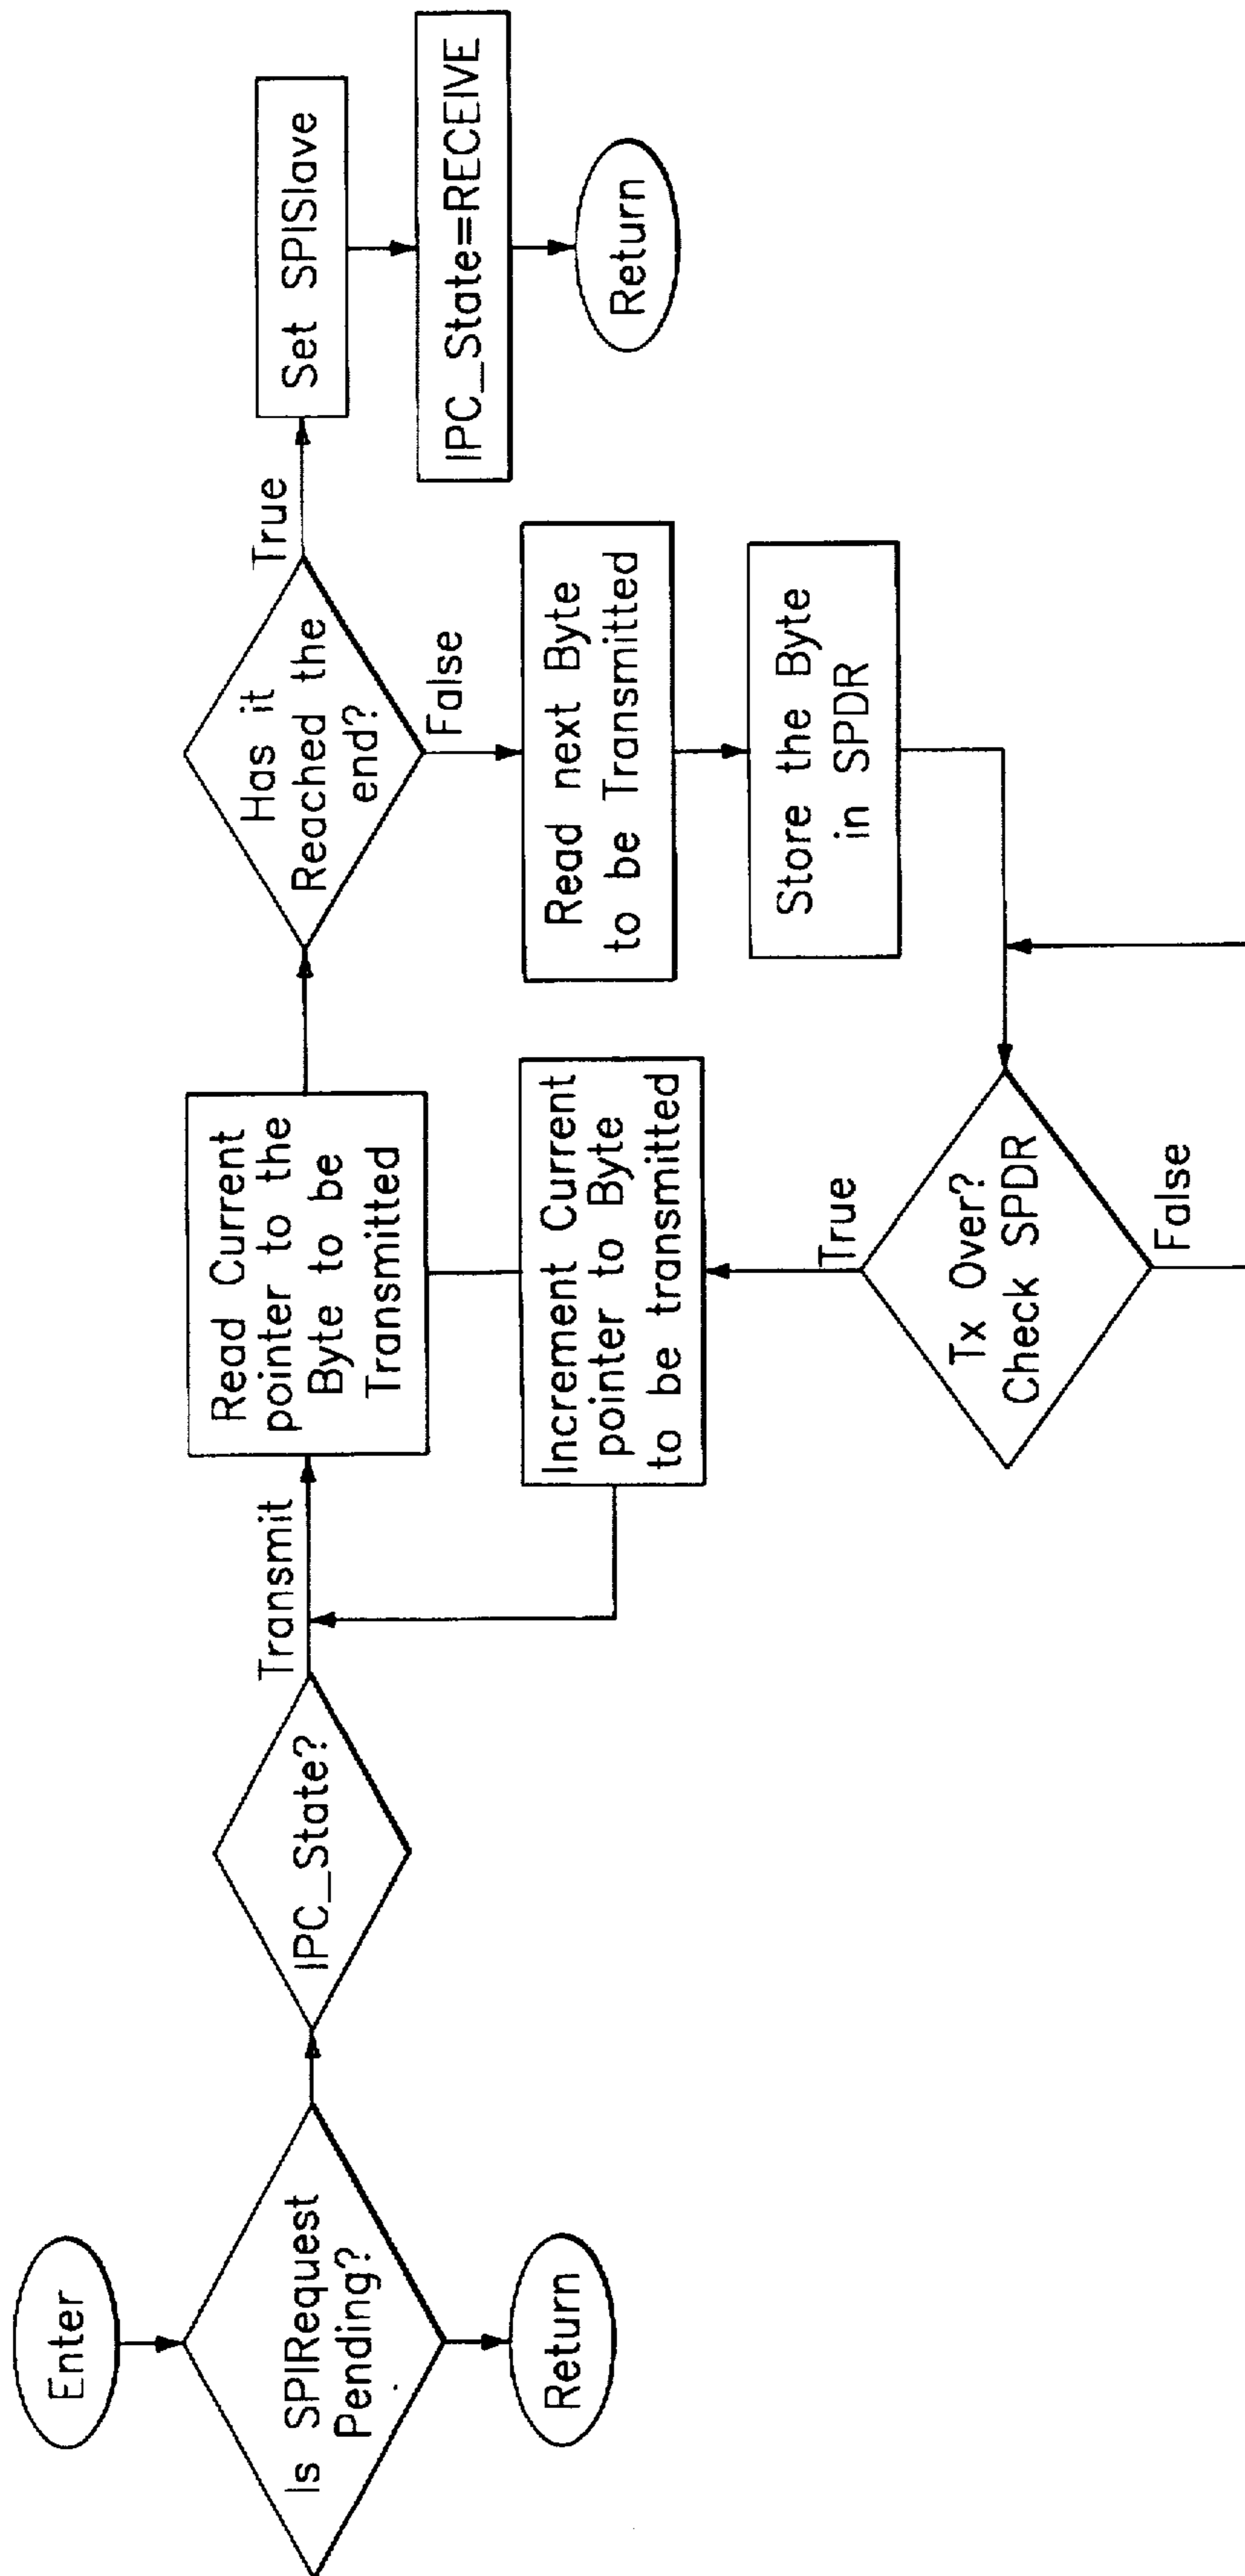 Enter
Is SPIRequest
Pending?
Return
IPC_State?
Transmit
Read Current
pointer to the
Byte to be
Transmitted
Increment Current
pointer to Byte
to be transmitted
True
Tx Over?
Check SPDR
False
Has it
Reached the
end?
True
False
Set SPISlave
IPC_State=RECEIVE
Return
Read next Byte
to be Transmitted
Store the Byte
in SPDR